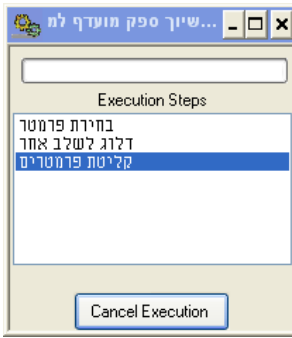 שיוך ספק מועדף למ...
Execution Steps
בחירת פרמטר
דלוג לשלב אחר
קליטת פרמטרים
Cancel Execution